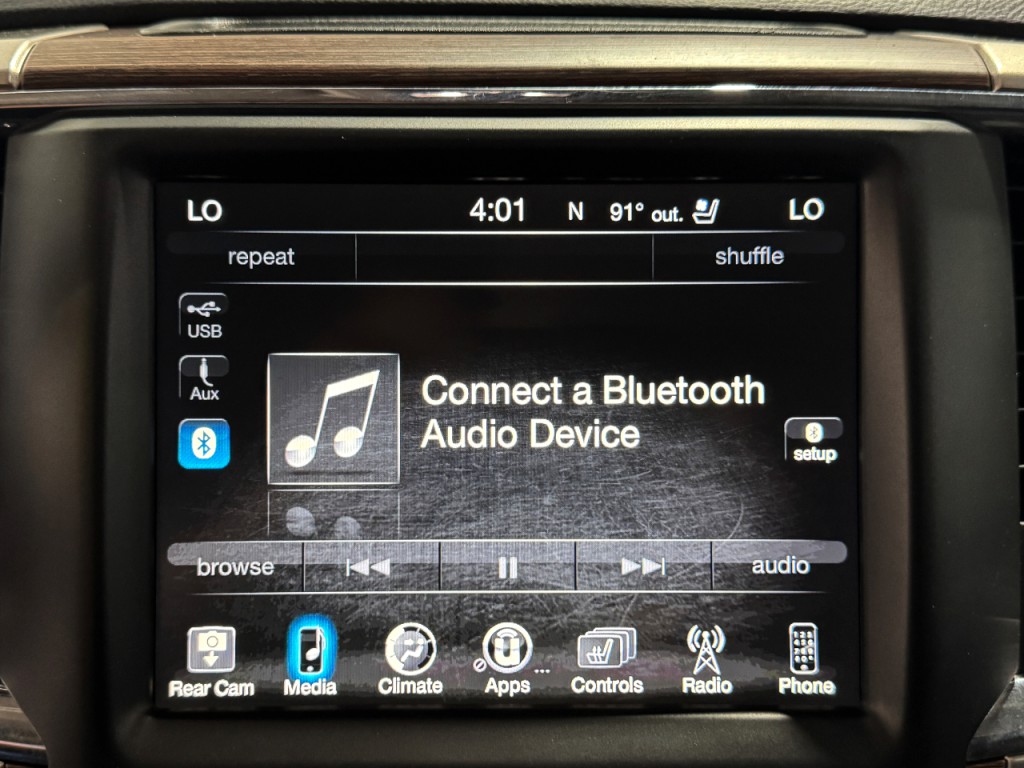 LO 4:01 N 91° out. LO
repeat shuffle
USB
Aux
Connect a Bluetooth
Audio Device
setup
browse audio
Rear Cam Media Climate Apps ... Controls Radio Phone